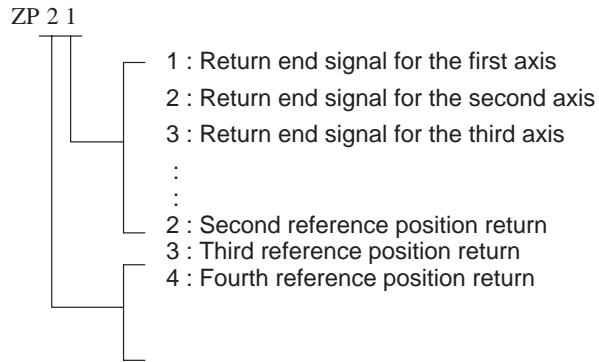 ZP 2 1
1 : Return end signal for the first axis
2 : Return end signal for the second axis
3 : Return end signal for the third axis
:
:
2 : Second reference position return
3 : Third reference position return
4 : Fourth reference position return